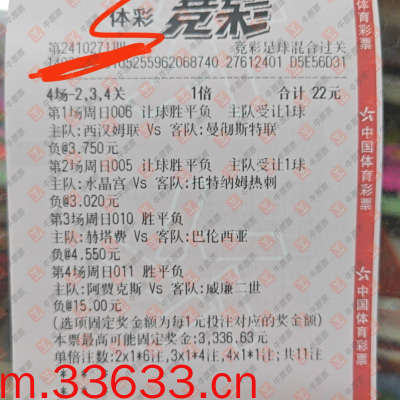 体彩 竞彩
第241027 期 竞彩足球混合过关
5255962068740 27612401 D5E56D31
4场-2,3,4关 1倍 合计 22元
第1场周日006 让球胜平负 主队受让1球
主队:西汉姆联 Vs 客队:曼彻斯特联
负@3.750元
第2场周日005 让球胜平负 主队受让1球
主队:水晶宫 Vs 客队:托特纳姆热刺
负@3.020元
第3场周日010 胜平负
主队:赫塔费 Vs 客队:巴伦西亚
负@4.550元
第4场周日011 胜平负
主队:阿贾克斯 Vs 客队:威廉二世
负@15.00元
(选项固定奖金额为每1元投注对应的奖金额)
本票最高可能固定奖金:3,336.63元
单倍注数:2x1*6注,3x1*4注,4x1*1注;共11注
中国体育彩票
中国体育彩票
m.33633.cn